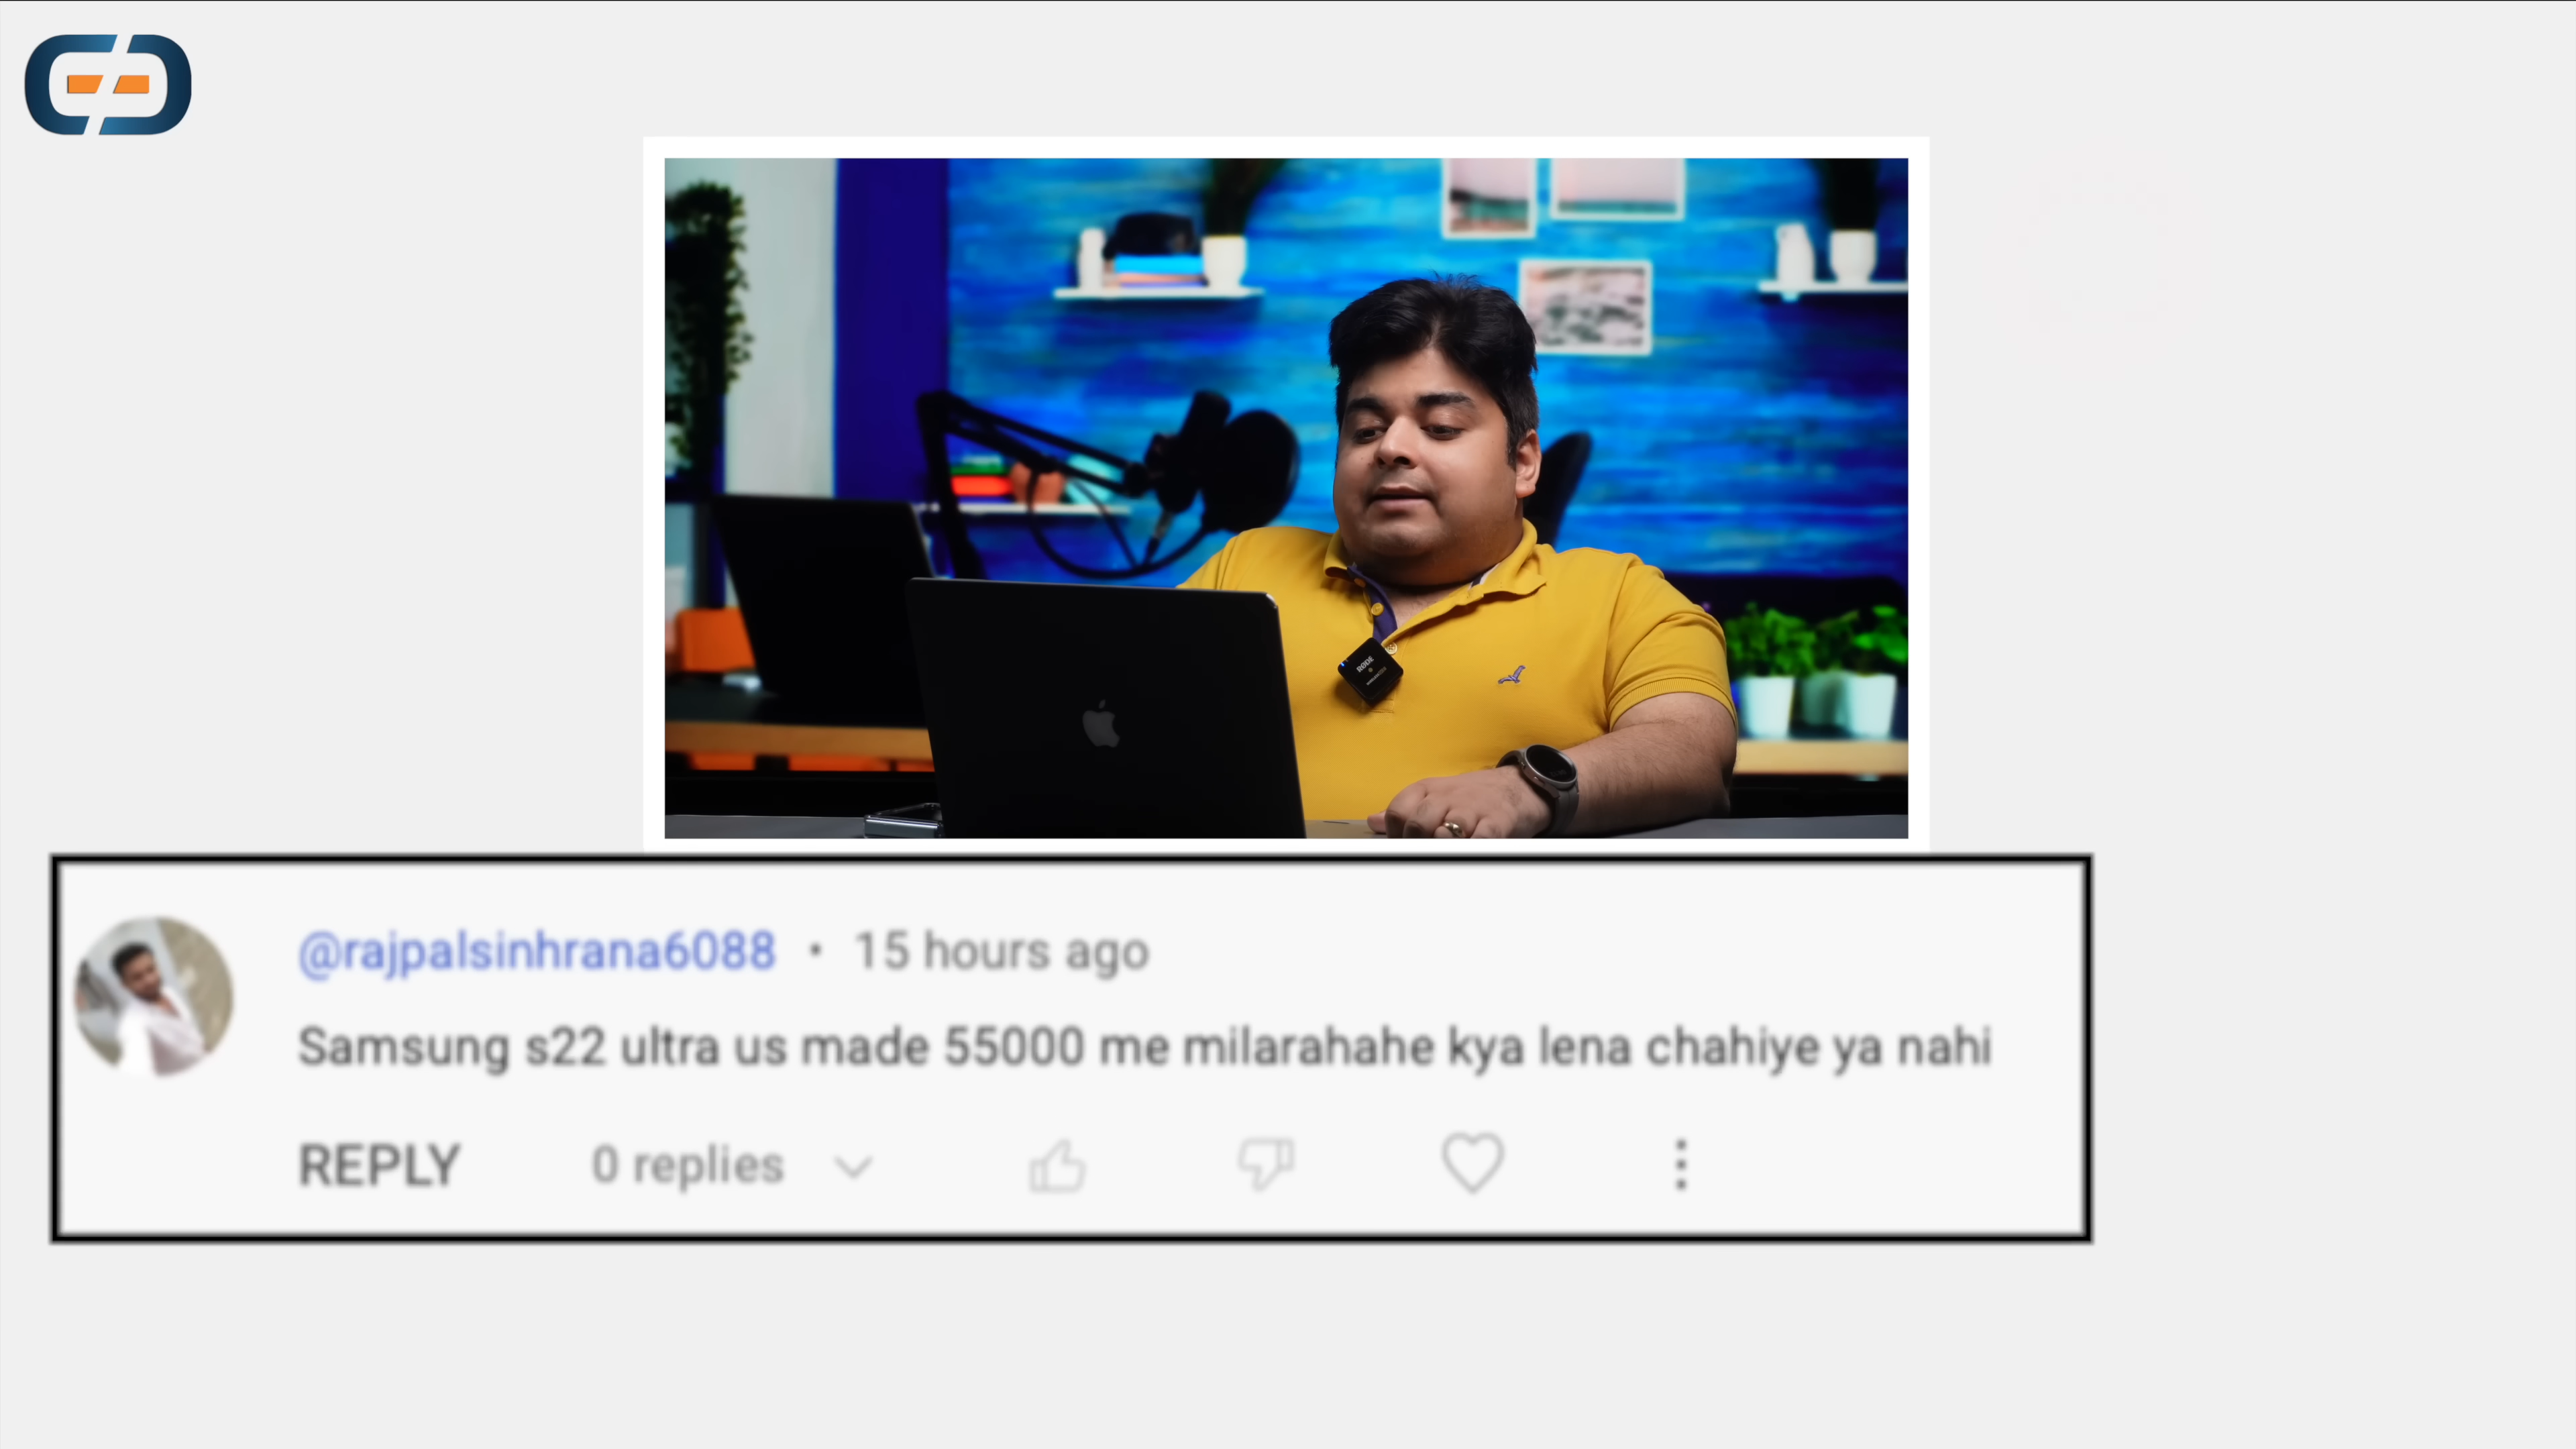 RØDE
@rajpalsinhrana6088 • 15 hours ago
Samsung s22 ultra us made 55000 me milarahahe kya lena chahiye ya nahi
REPLY 0 replies